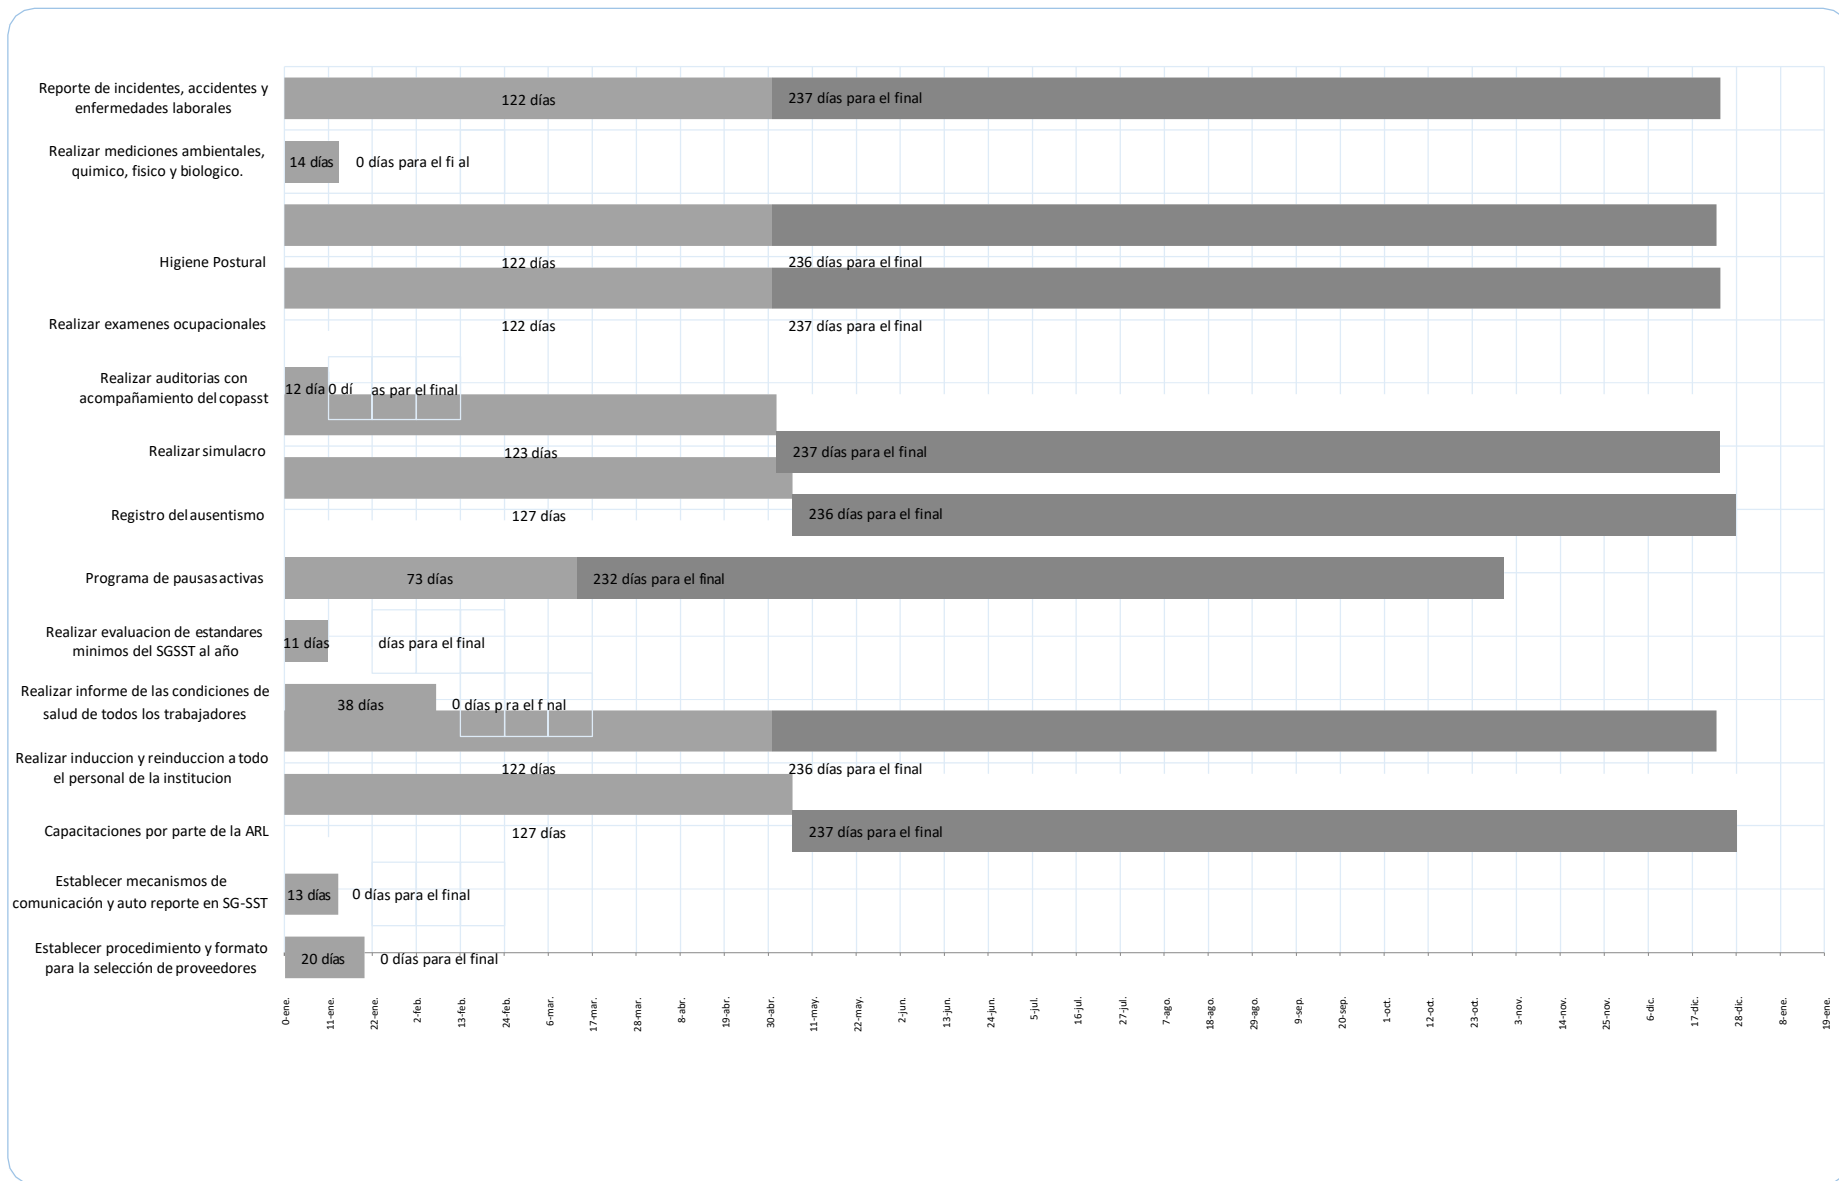 Reporte de incidentes, accidentes y
enfermedades laborales
122 días
237 días para el final
Realizar mediciones ambientales,
quimico, fisico y biologico.
14 días
0 días para el fi al
Higiene Postural
122 días
236 días para el final
Realizar examenes ocupacionales
122 días
237 días para el final
Realizar auditorias con
acompañamiento del copasst
12 día 0 dí as par el final
Realizar simulacro
123 días
237 días para el final
Registro del ausentismo
127 días
236 días para el final
Programa de pausas activas
73 días
232 días para el final
Realizar evaluacion de estandares
minimos del SGSST al año
11 días
días para el final
Realizar informe de las condiciones de
salud de todos los trabajadores
38 días
0 días p ra el f nal
Realizar induccion y reinduccion a todo
el personal de la institucion
122 días
236 días para el final
Capacitaciones por parte de la ARL
127 días
237 días para el final
Establecer mecanismos de
comunicación y auto reporte en SG-SST
13 días
0 días para el final
Establecer procedimiento y formato
para la selección de proveedores
20 días
0 días para el final
0-ene.
11-ene.
22-ene.
2-feb.
13-feb.
24-feb.
6-mar.
17-mar.
28-mar.
8-abr.
19-abr.
30-abr.
11-may.
22-may.
2-jun.
13-jun.
24-jun.
5-jul.
16-jul.
27-jul.
7-ago.
18-ago.
29-ago.
9-sep.
20-sep.
1-oct.
12-oct.
23-oct.
3-nov.
14-nov.
25-nov.
6-dic.
17-dic.
28-dic.
8-ene.
19-ene.